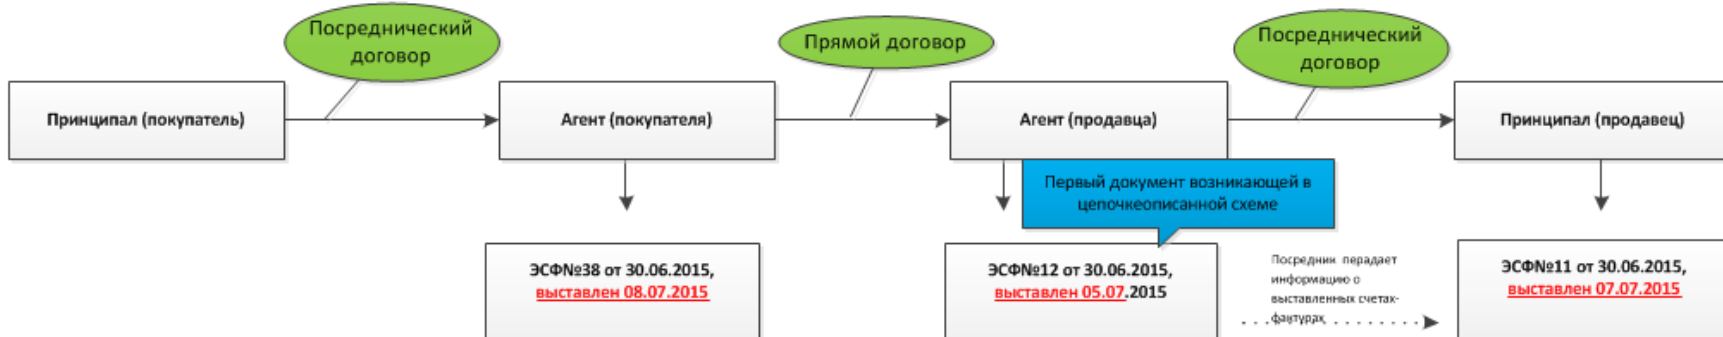 Посреднический
договор
Прямой договор
Посреднический
договор
Принципал (покупатель)
Агент (покупателя)
Агент (продавца)
Принципал (продавец)
Первый документ возникающей в
цепочкеописанной схеме
ЭСФ№38 от 30.06.2015,
выставлен 08.07.2015
ЭСФ№12 от 30.06.2015,
выставлен 05.07.2015
Посредник перадает
информацию о
выставленных счетах-
фактурах
ЭСФ№11 от 30.06.2015,
выставлен 07.07.2015